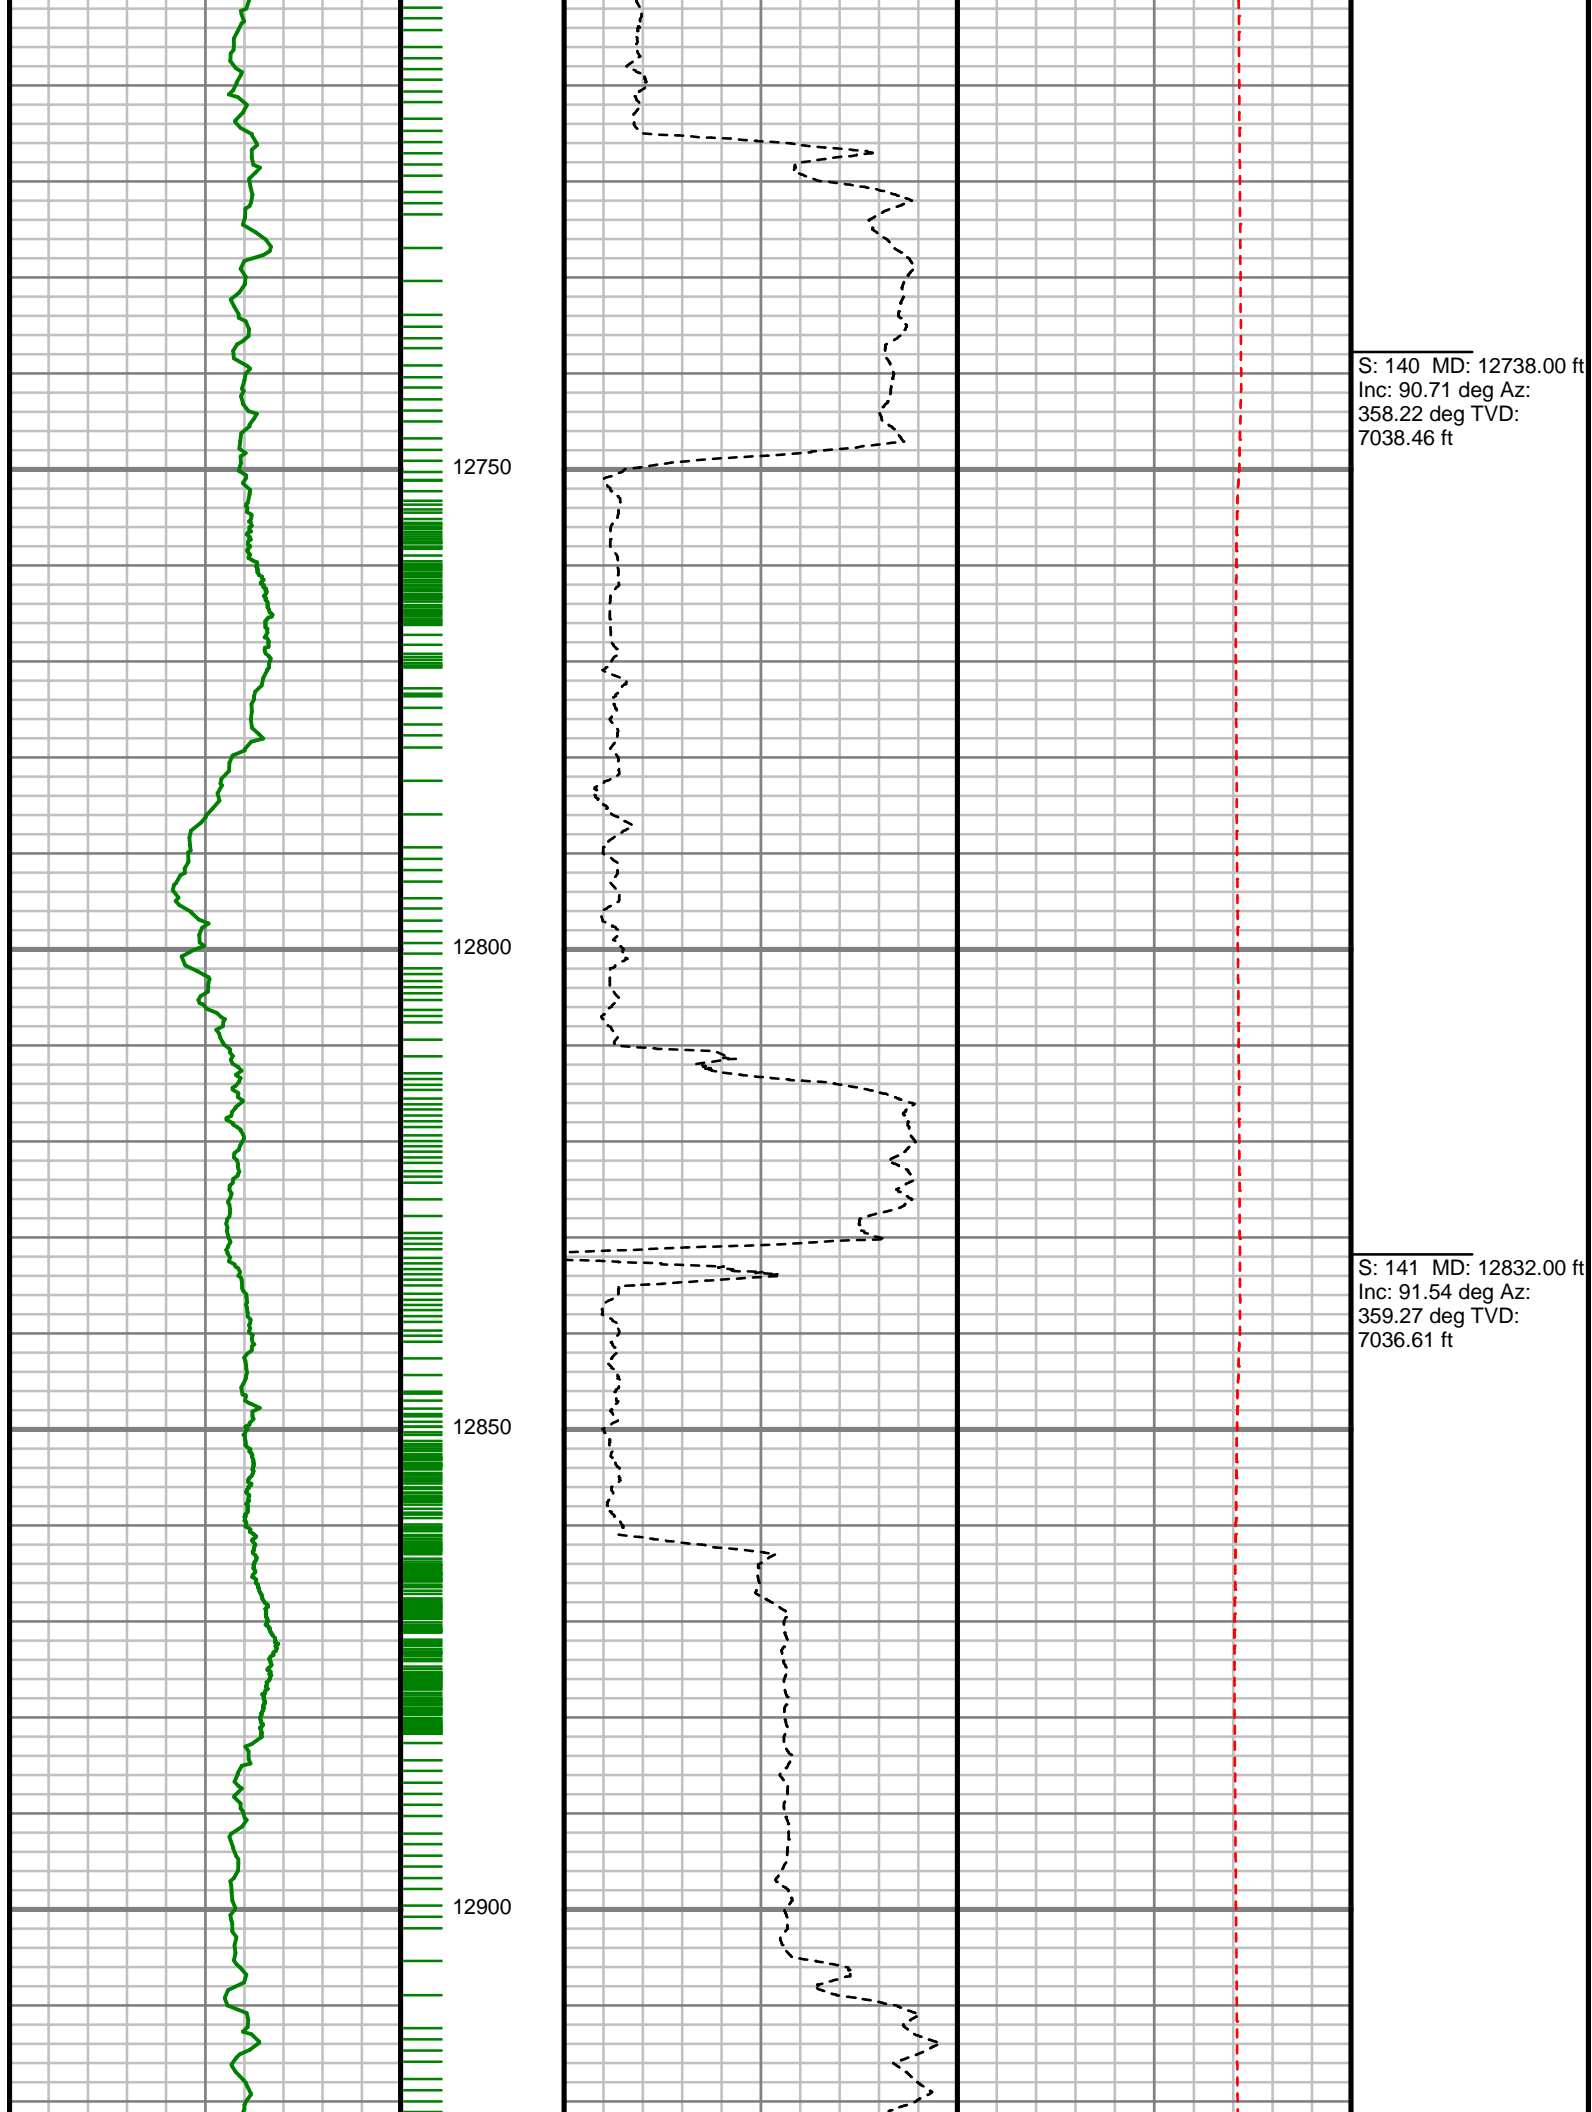 S: 140 MD: 12738.00 ft
Inc: 90.71 deg Az:
358.22 deg TVD:
7038.46 ft
12750
12800
S: 141 MD: 12832.00 ft
Inc: 91.54 deg Az:
359.27 deg TVD:
7036.61 ft
12850
12900